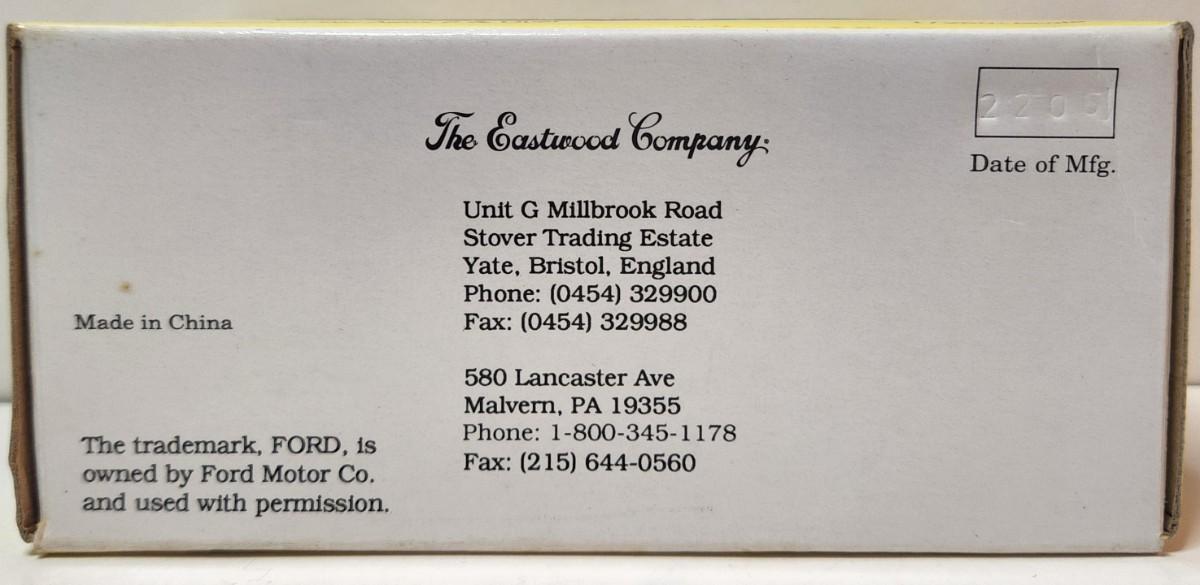 The Eastwood Company
Unit G Millbrook Road
Stover Trading Estate
Yate, Bristol, England
Phone: (0454) 329900
Fax: (0454) 329988
580 Lancaster Ave
Malvern, PA 19355
Phone: 1-800-345-1178
Fax: (215) 644-0560
Made in China
The trademark, FORD, is
owned by Ford Motor Co.
and used with permission.
Date of Mfg.